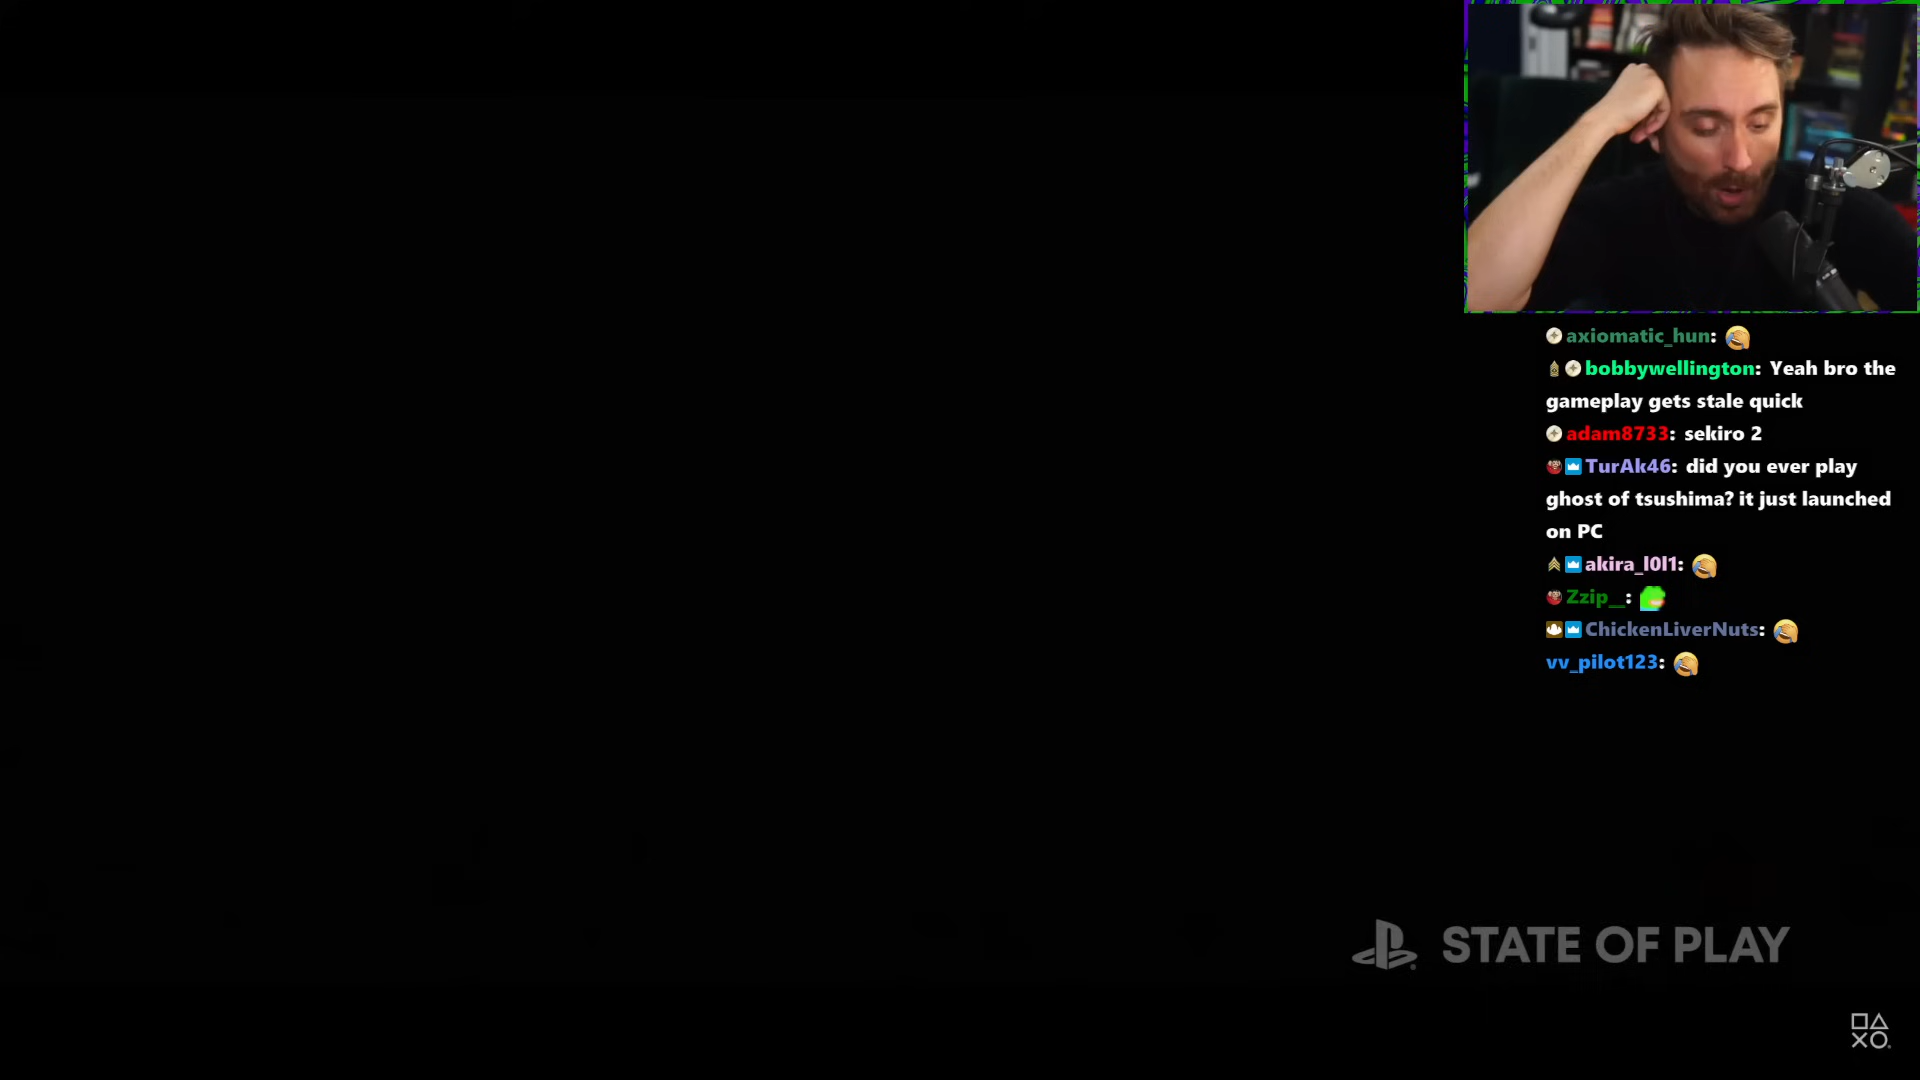 axiomatic_hun:
bobbywellington: Yeah bro the
gameplay gets stale quick
adam8733: sekiro 2
TurAk46: did you ever play
ghost of tsushima? it just launched
on PC
akira_l0l1:
Zzip__:
ChickenLiverNuts:
vv_pilot123:
STATE OF PLAY